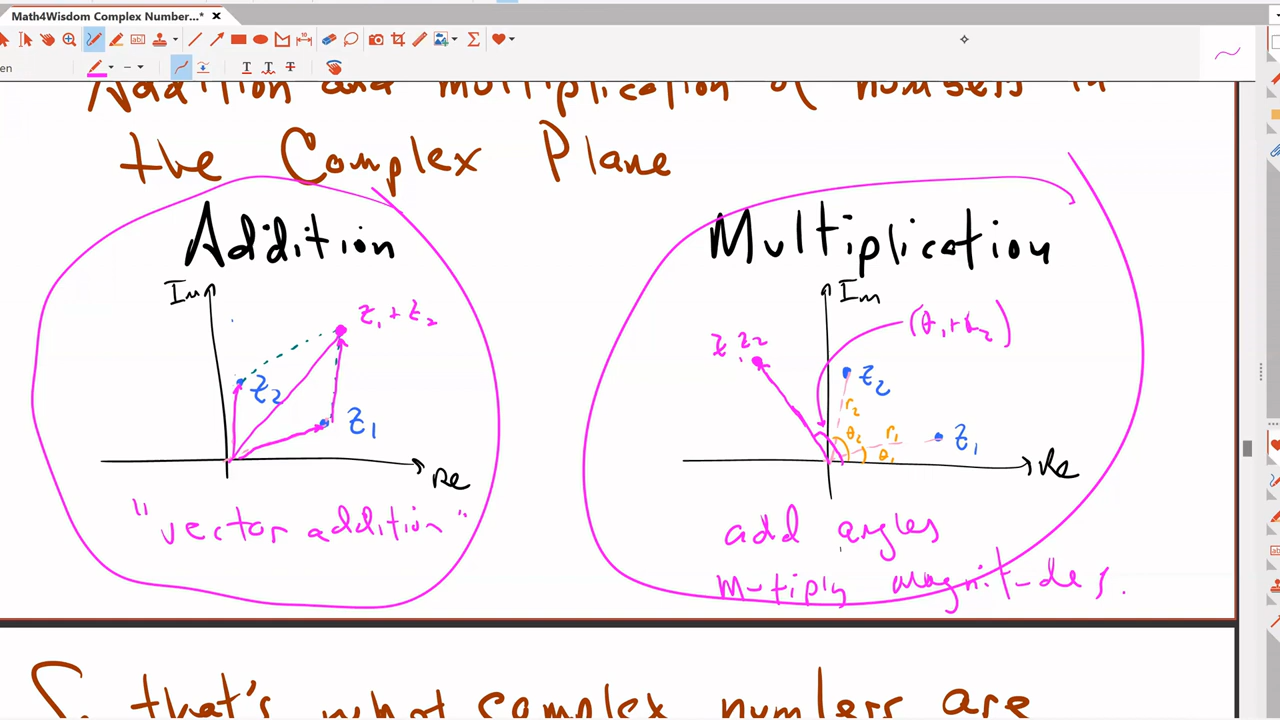 Math4Wisdom Complex Number...*
en
Addition and multiplication of numbers in
the Complex Plane
Addition
Im
z₁ + z₂
z₂
z₁
Re
"vector addition"
Multiplication
Im
(θ₁+θ₂)
z₁z₂
z₂
r₂
θ₂
r₁
θ₁
z₁
Re
add angles
mutiply magnitudes.
So that's what complex numbers are